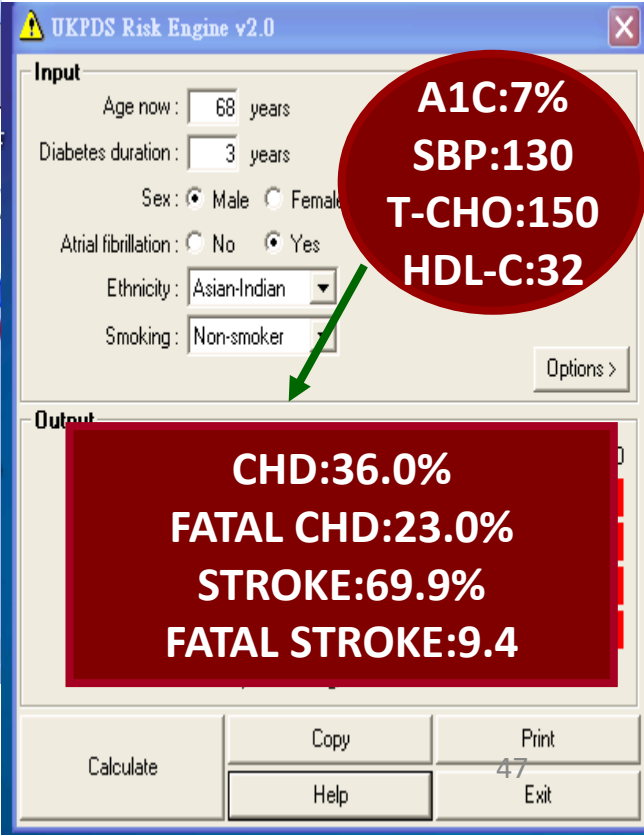 UKPDS Risk Engine v2.0
Input
Age now : 68 years
Diabetes duration : 3 years
Sex : Male Female
Atrial fibrillation : No Yes
Ethnicity : Asian-Indian
Smoking : Non-smoker
Options >
A1C:7%
SBP:130
T-CHO:150
HDL-C:32
Output
CHD:36.0%
FATAL CHD:23.0%
STROKE:69.9%
FATAL STROKE:9.4
Calculate
Copy
Print
Help
Exit
47